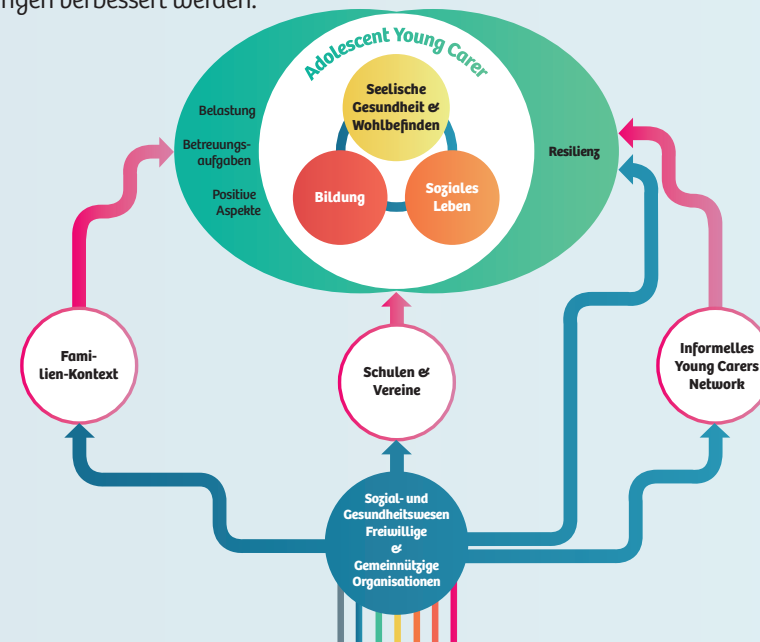 ngen verbessert werden.
Adolescent Young Carer
Seelische
Gesundheit &
Wohlbefinden
Belastung
Betreuungs-
aufgaben
Positive
Aspekte
Bildung
Soziales
Leben
Resilienz
Fami-
lien-Kontext
Schulen &
Vereine
Informelles
Young Carers
Network
Sozial- und
Gesundheitswesen
Freiwillige
&
Gemeinnützige
Organisationen